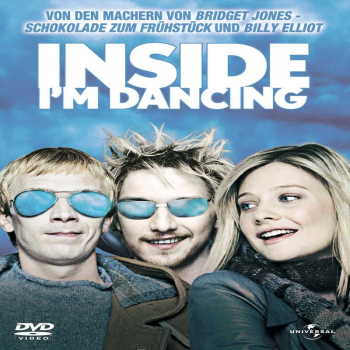 VON DEN MACHERN VON BRIDGET JONES -
SCHOKOLADE ZUM FRÜHSTÜCK UND BILLY ELLIOT
INSIDE
I'M DANCING
DVD
VIDEO
UNIVERSAL